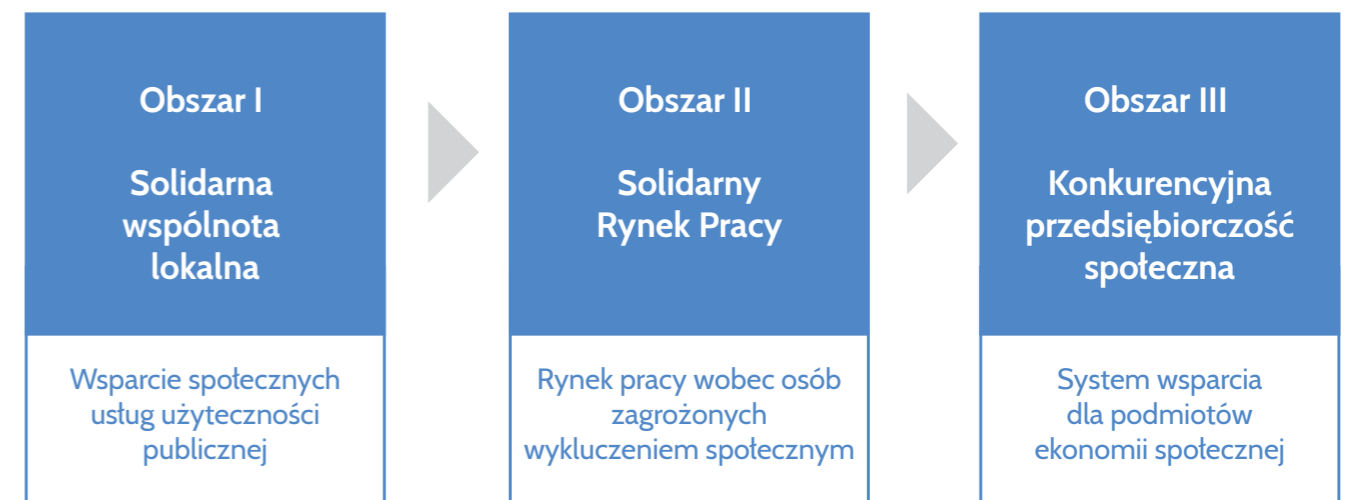 Obszar I
Solidarna
wspólnota
lokalna
Wsparcie społecznych
usług użyteczności
publicznej
Obszar II
Solidarny
Rynek Pracy
Rynek pracy wobec osób
zagrożonych
wykluczeniem społecznym
Obszar III
Konkurencyjna
przedsiębiorczość
społeczna
System wsparcia
dla podmiotów
ekonomii społecznej